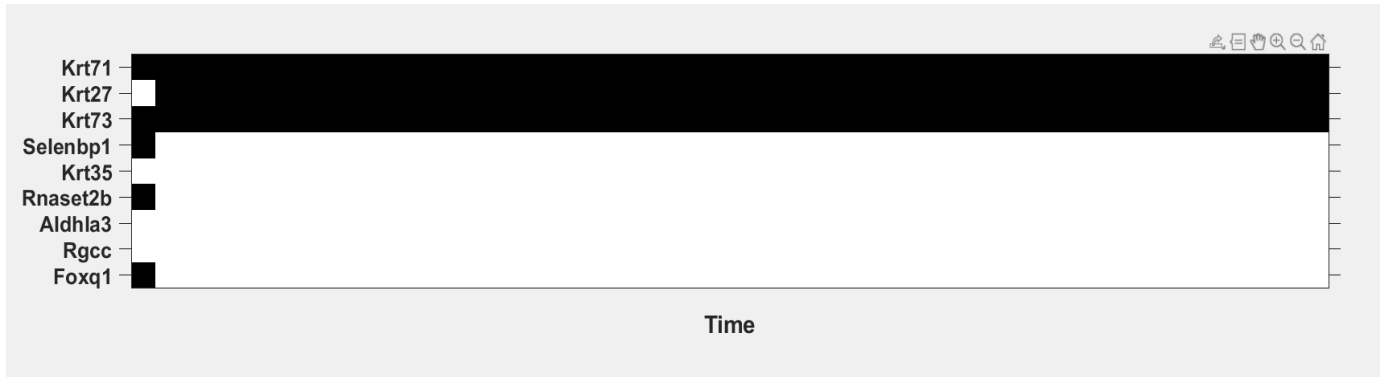 Krt71
Krt27
Krt73
Selenbp1
Krt35
Rnaset2b
Aldhla3
Rgcc
Foxq1
Time